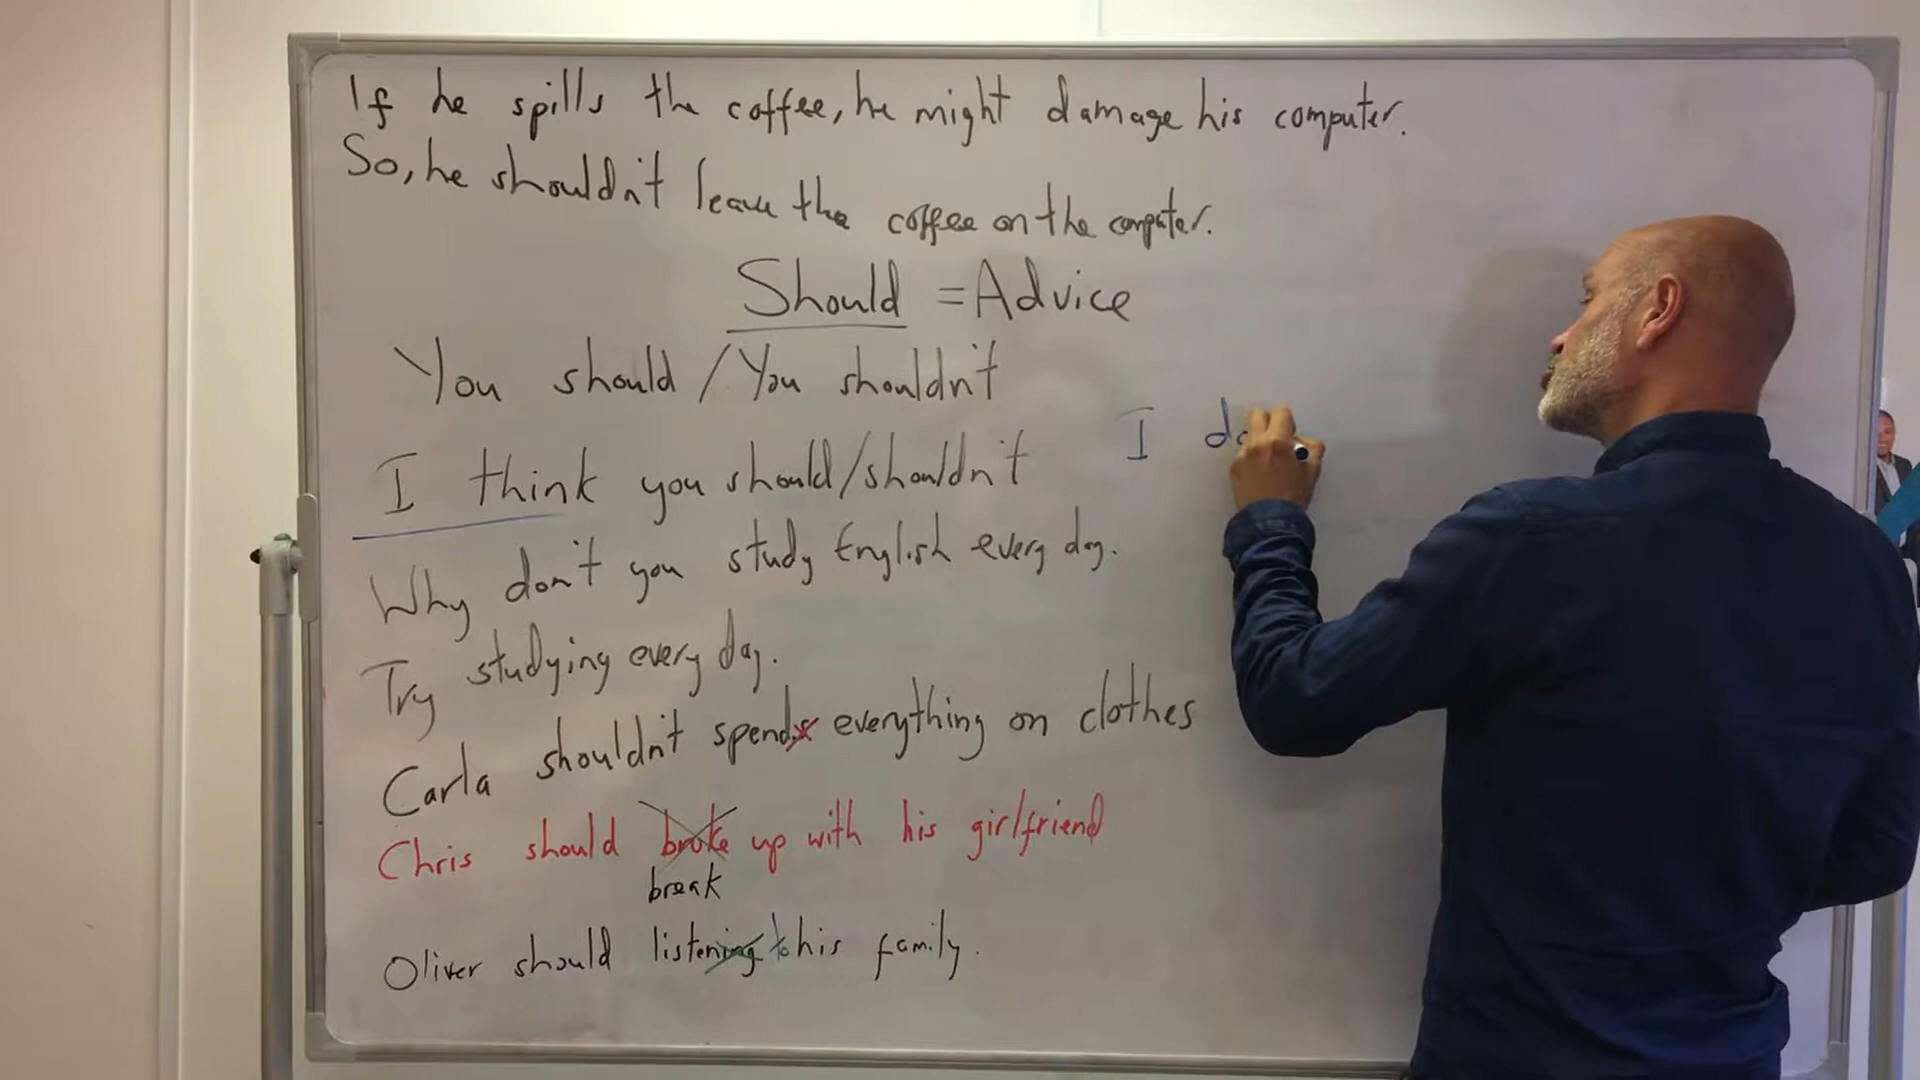 If he spills the coffee, he might damage his computer.
So, he shouldn't leave the coffee on the computer.
Should = Advice
You should / You shouldn't
I think you should/shouldn't
I do
Why don't you study English every day.
Try studying every day.
Carla shouldn't spends everything on clothes
Chris should broke up with his girlfriend
break
Oliver should listening to his family.